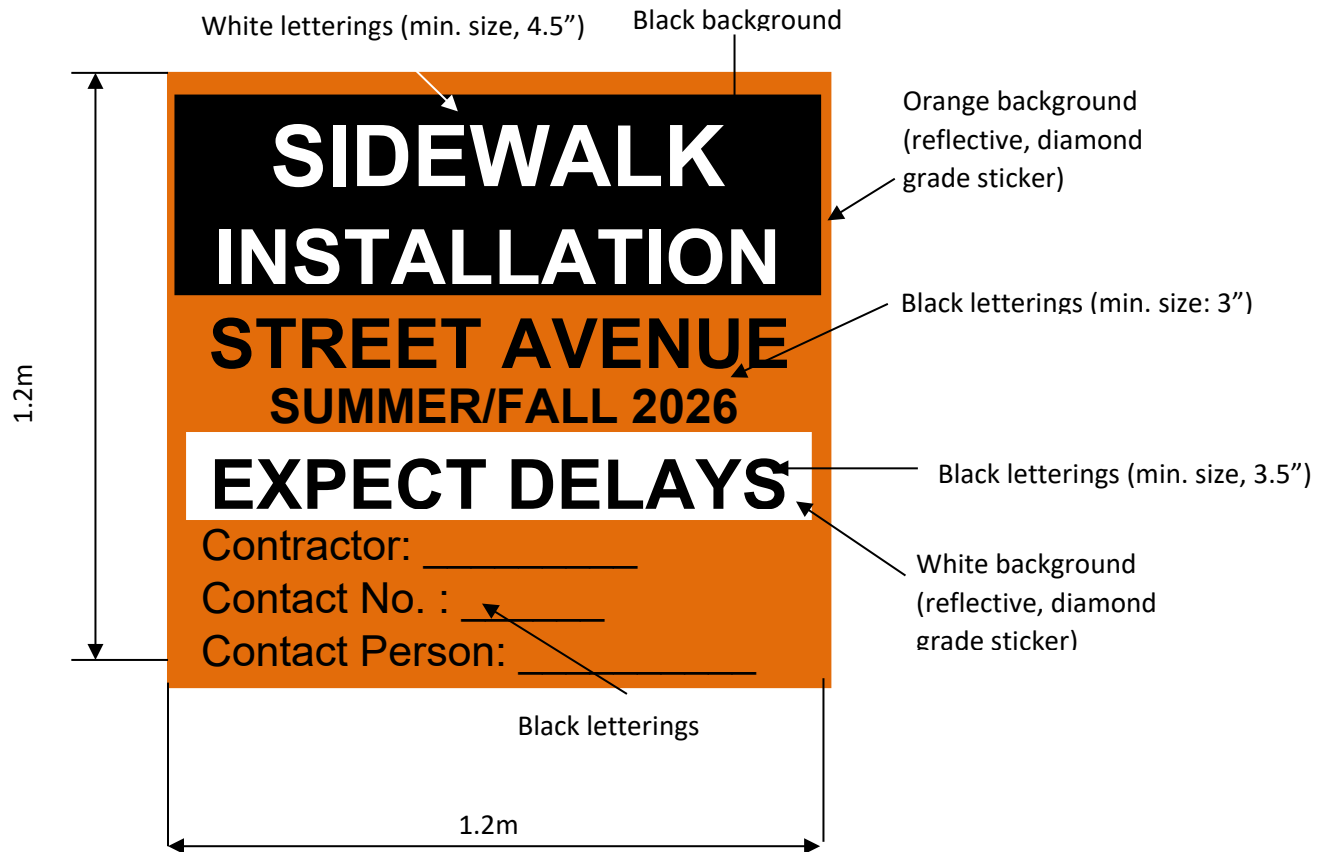 White letterings (min. size, 4.5”)
Black background
SIDEWALK
INSTALLATION
Orange background
(reflective, diamond
grade sticker)
STREET AVENUE
Black letterings (min. size: 3”)
SUMMER/FALL 2026
1.2m
EXPECT DELAYS
Black letterings (min. size, 3.5”)
Contractor: _________
Contact No. : ______
Contact Person: __________
White background
(reflective, diamond
grade sticker)
Black letterings
1.2m